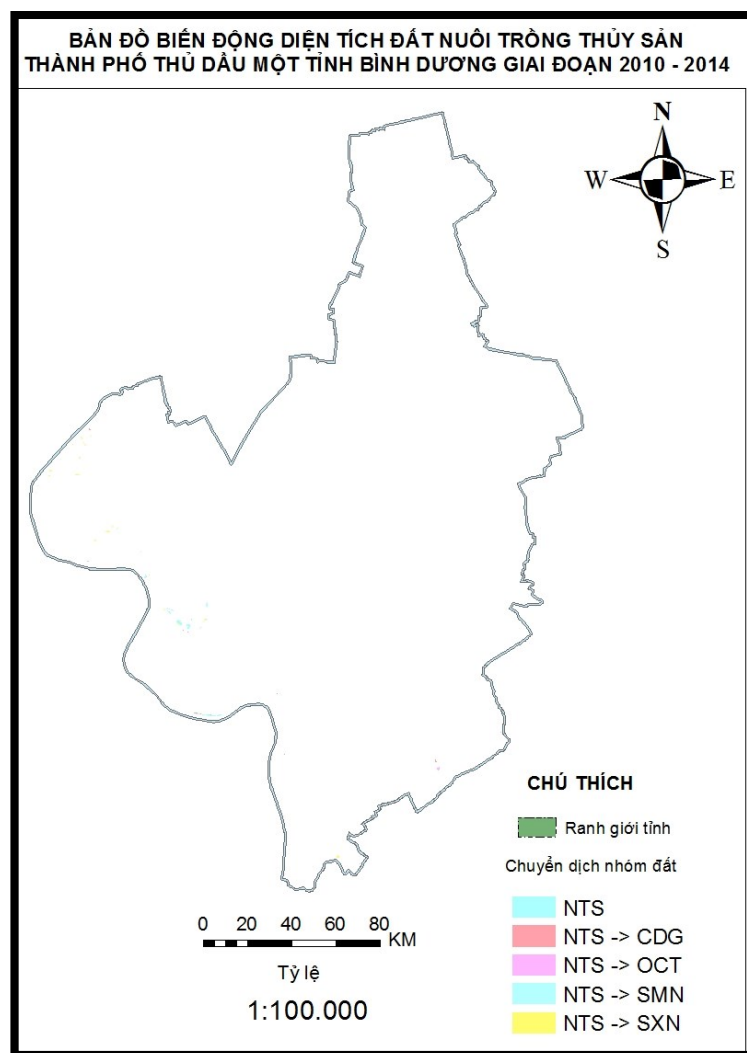 BẢN ĐỒ BIẾN ĐỘNG DIỆN TÍCH ĐẤT NUÔI TRỒNG THỦY SẢN
THÀNH PHỐ THỦ DẦU MỘT TỈNH BÌNH DƯƠNG GIAI ĐOẠN 2010 - 2014
N
W E
S
CHÚ THÍCH
Ranh giới tỉnh
Chuyển dịch nhóm đất
NTS
NTS -> CDG
NTS -> OCT
NTS -> SMN
NTS -> SXN
0 20 40 60 80
KM
Tỷ lệ
1:100.000